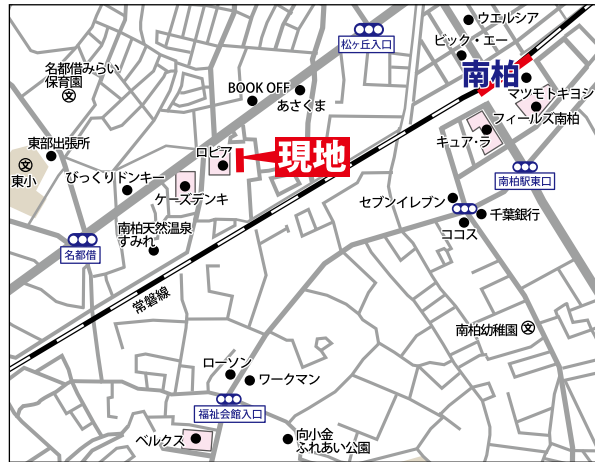 ウエルシア
松ヶ丘入口
ビック・エー
南柏
名都借みらい
保育園
BOOK OFF
あさくま
マツモトキヨシ
フィールズ南柏
キュア・ラ
東部出張所
ロピア
現地
東小
びっくりドンキー
ケーズデンキ
南柏駅東口
セブンイレブン
千葉銀行
ココス
南柏天然温泉
すみれ
名都借
常磐線
南柏幼稚園
ローソン
ワークマン
福祉会館入口
ベルクス
向小金
ふれあい公園